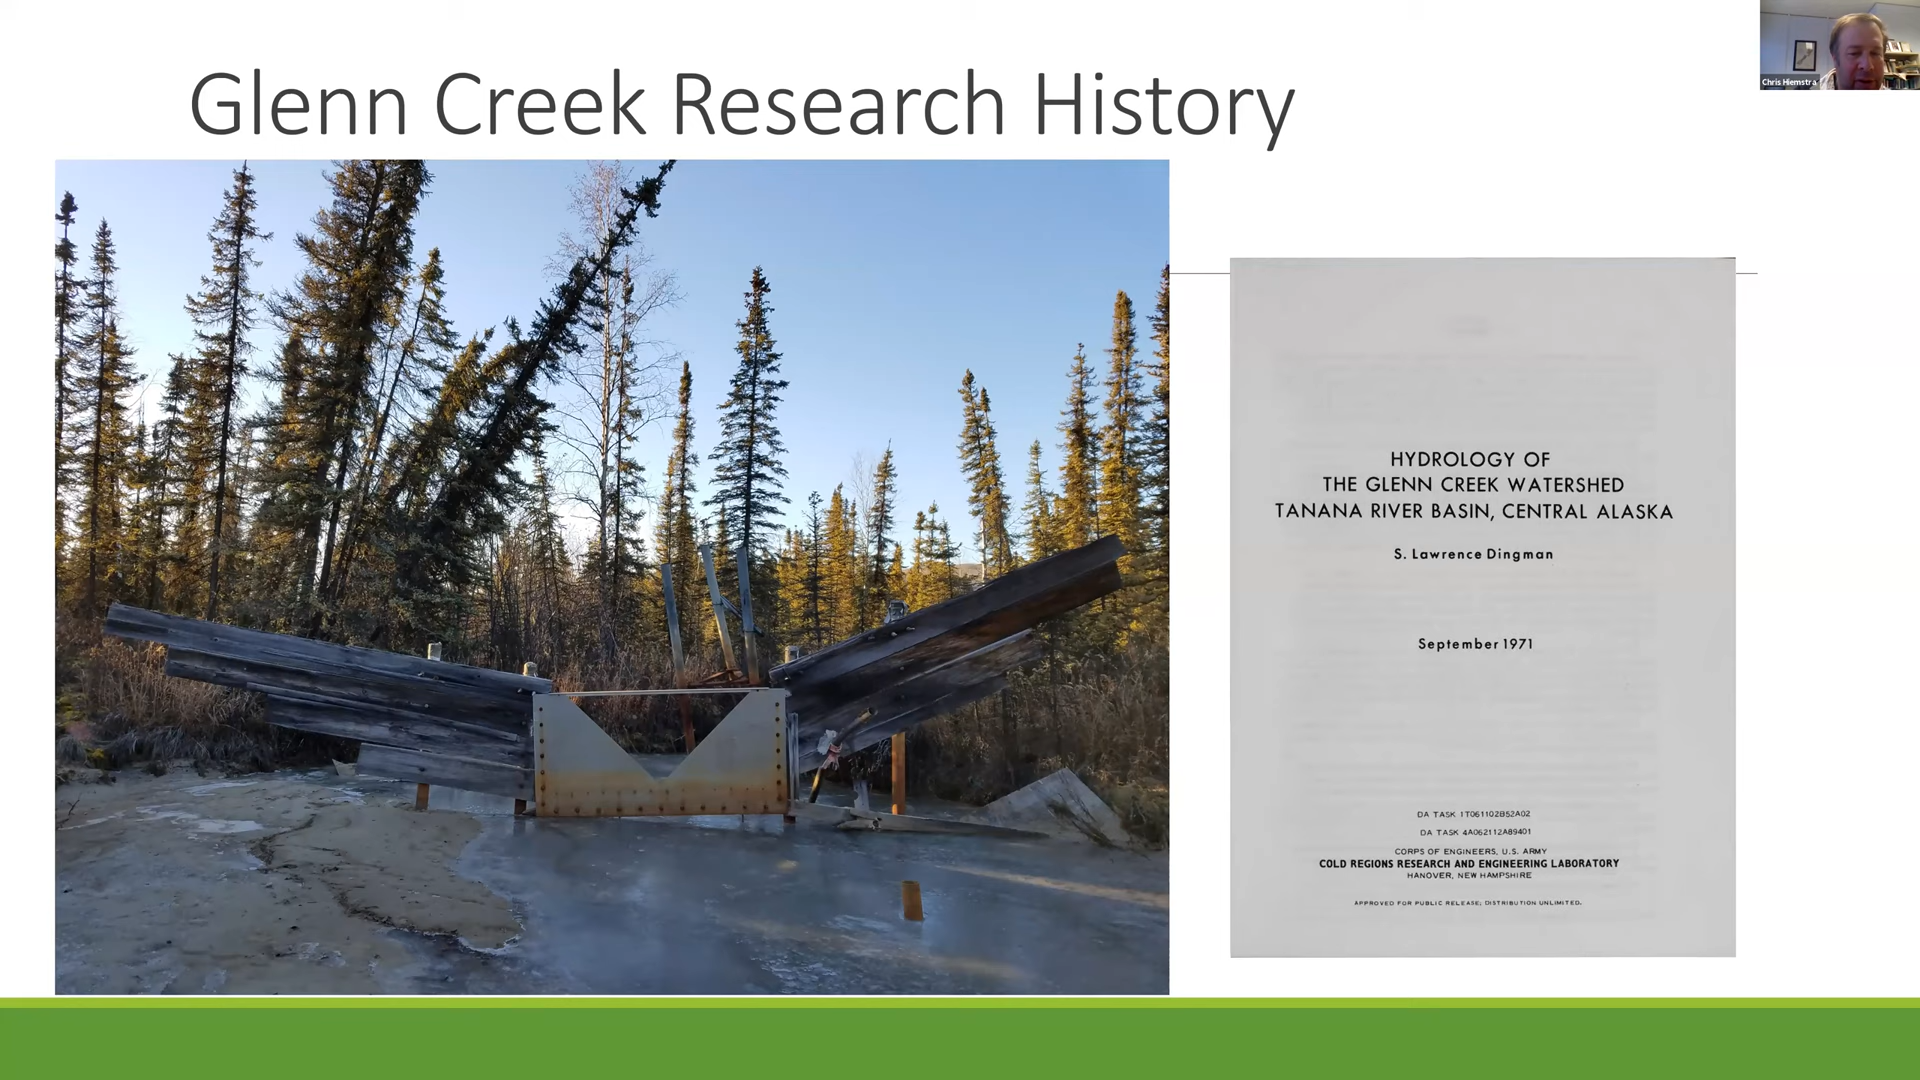 Glenn Creek Research History
Chris Hiemstra
HYDROLOGY OF
THE GLENN CREEK WATERSHED
TANANA RIVER BASIN, CENTRAL ALASKA
S. Lawrence Dingman
September 1971
DA TASK 1T061102B52A02
DA TASK 4A062112A89401
CORPS OF ENGINEERS, U.S. ARMY
COLD REGIONS RESEARCH AND ENGINEERING LABORATORY
HANOVER, NEW HAMPSHIRE
APPROVED FOR PUBLIC RELEASE; DISTRIBUTION UNLIMITED.